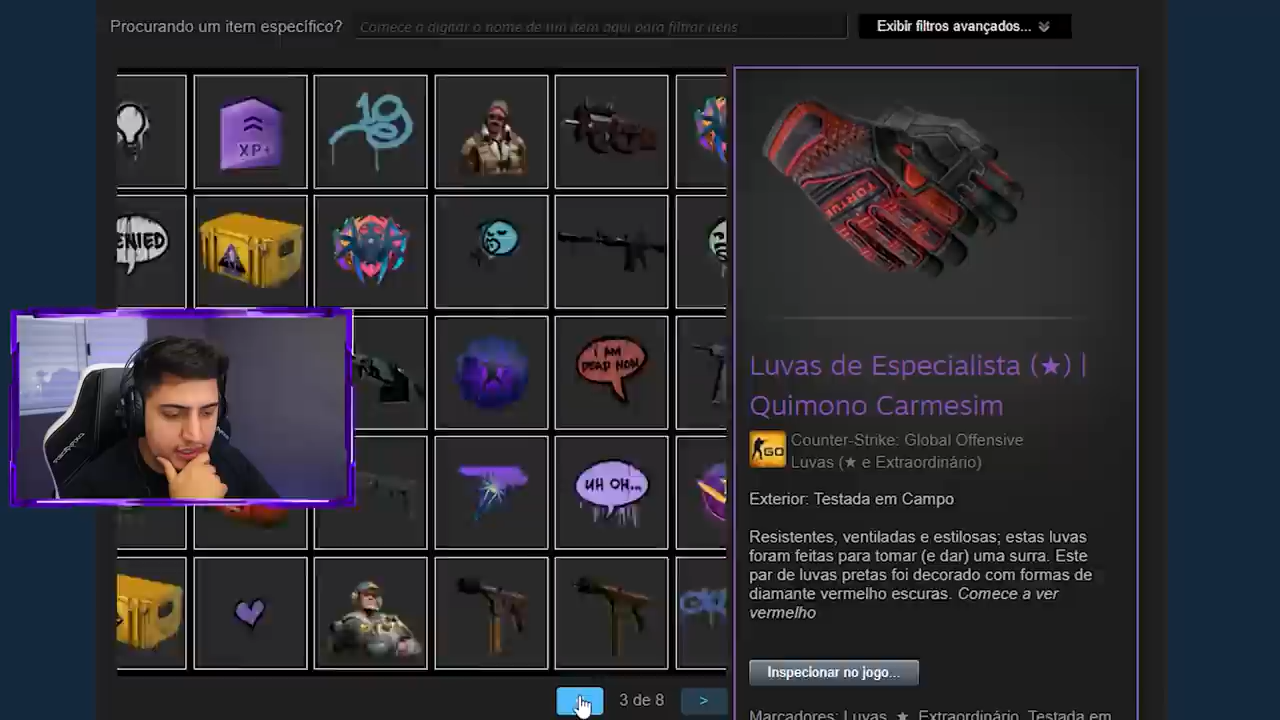 Procurando um item específico?
Comece a digitar o nome de um item aqui para filtrar itens
Exibir filtros avançados...
XP+
19
ENIED
I AM
DEAD NOW
UH OH...
TORTUE
Luvas de Especialista (★) |
Quimono Carmesim
GO
Counter-Strike: Global Offensive
Luvas (★ e Extraordinário)
Exterior: Testada em Campo
Resistentes, ventiladas e estilosas; estas luvas
foram feitas para tomar (e dar) uma surra. Este
par de luvas pretas foi decorado com formas de
diamante vermelho escuras. Comece a ver
vermelho
Inspecionar no jogo...
3 de 8
>
Marcadores: Luvas, ★, Extraordinário, Testada em